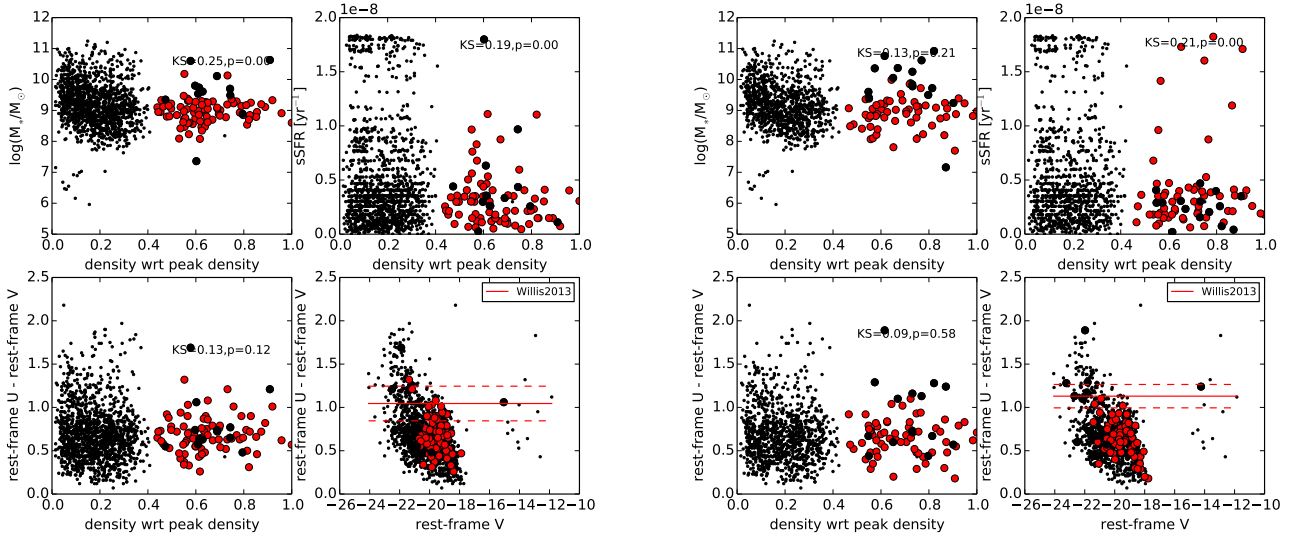 12
11
10
9
8
7
6
5
log(M⋆/M☉)
KS=0.25,p=0.00
0.0 0.2 0.4 0.6 0.8 1.0
density wrt peak density
1e−8
2.0
1.5
1.0
0.5
0.0
sSFR [yr⁻¹]
KS=0.19,p=0.00
0.0 0.2 0.4 0.6 0.8 1.0
density wrt peak density
12
11
10
9
8
7
6
5
log(M⋆/M☉)
KS=0.13,p=0.21
0.0 0.2 0.4 0.6 0.8 1.0
density wrt peak density
1e−8
2.0
1.5
1.0
0.5
0.0
sSFR [yr⁻¹]
KS=0.21,p=0.00
0.0 0.2 0.4 0.6 0.8 1.0
density wrt peak density
2.5
2.0
1.5
1.0
0.5
0.0
rest-frame U - rest-frame V
KS=0.13,p=0.12
0.0 0.2 0.4 0.6 0.8 1.0
density wrt peak density
2.5
2.0
1.5
1.0
0.5
0.0
rest-frame U - rest-frame V
Willis2013
−26 −24 −22 −20 −18 −16 −14 −12 −10
rest-frame V
2.5
2.0
1.5
1.0
0.5
0.0
rest-frame U - rest-frame V
KS=0.09,p=0.58
0.0 0.2 0.4 0.6 0.8 1.0
density wrt peak density
2.5
2.0
1.5
1.0
0.5
0.0
rest-frame U - rest-frame V
Willis2013
−26 −24 −22 −20 −18 −16 −14 −12 −10
rest-frame V